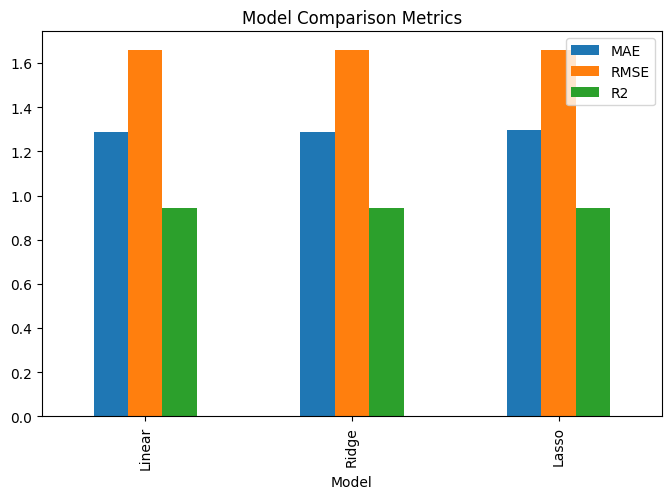 Model Comparison Metrics
MAE
RMSE
R2
1.6
1.4
1.2
1.0
0.8
0.6
0.4
0.2
0.0
Linear
Ridge
Lasso
Model